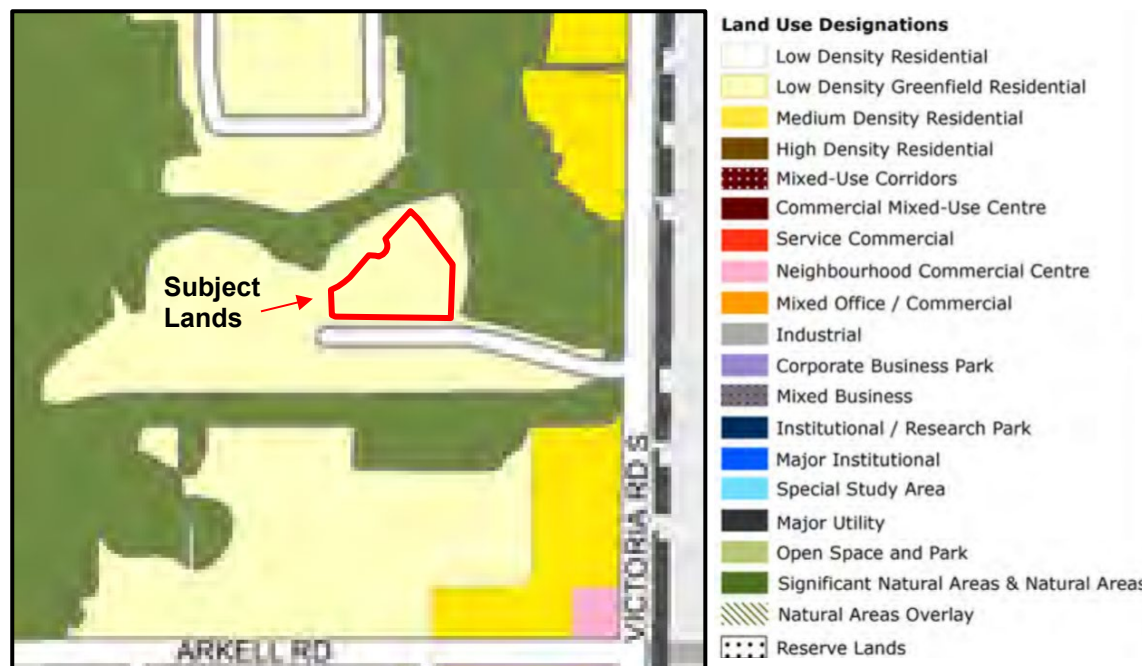 Subject
Lands
VICTORIA RD S
ARKELL RD
Land Use Designations
Low Density Residential
Low Density Greenfield Residential
Medium Density Residential
High Density Residential
Mixed-Use Corridors
Commercial Mixed-Use Centre
Service Commercial
Neighbourhood Commercial Centre
Mixed Office / Commercial
Industrial
Corporate Business Park
Mixed Business
Institutional / Research Park
Major Institutional
Special Study Area
Major Utility
Open Space and Park
Significant Natural Areas & Natural Areas
Natural Areas Overlay
Reserve Lands